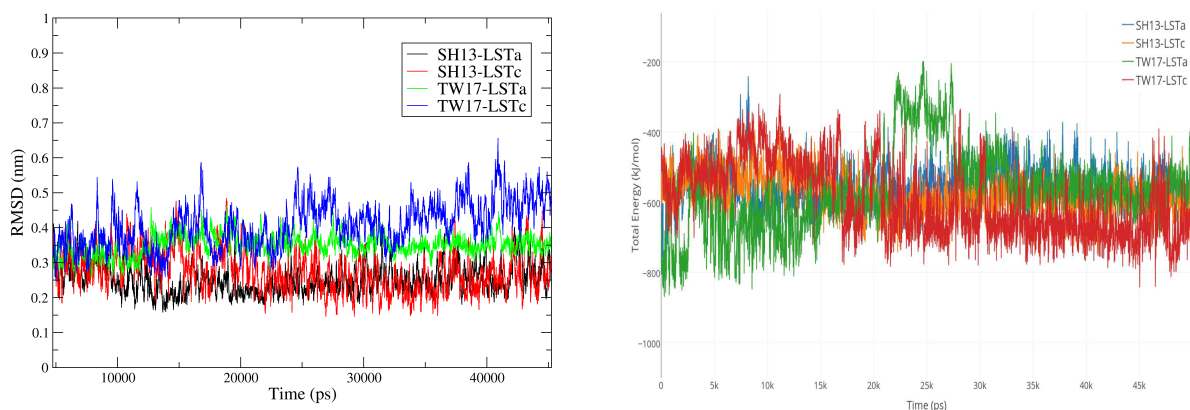 1
0.9
0.8
0.7
0.6
0.5
0.4
0.3
0.2
0.1
0
RMSD (nm)
SH13-LSTa
SH13-LSTc
TW17-LSTa
TW17-LSTc
10000 20000 30000 40000
Time (ps)
SH13-LSTa
SH13-LSTc
TW17-LSTa
TW17-LSTc
−200
−400
−600
−800
−1000
Total Energy (kJ/mol)
0 5k 10k 15k 20k 25k 30k 35k 40k 45k
Time (ps)